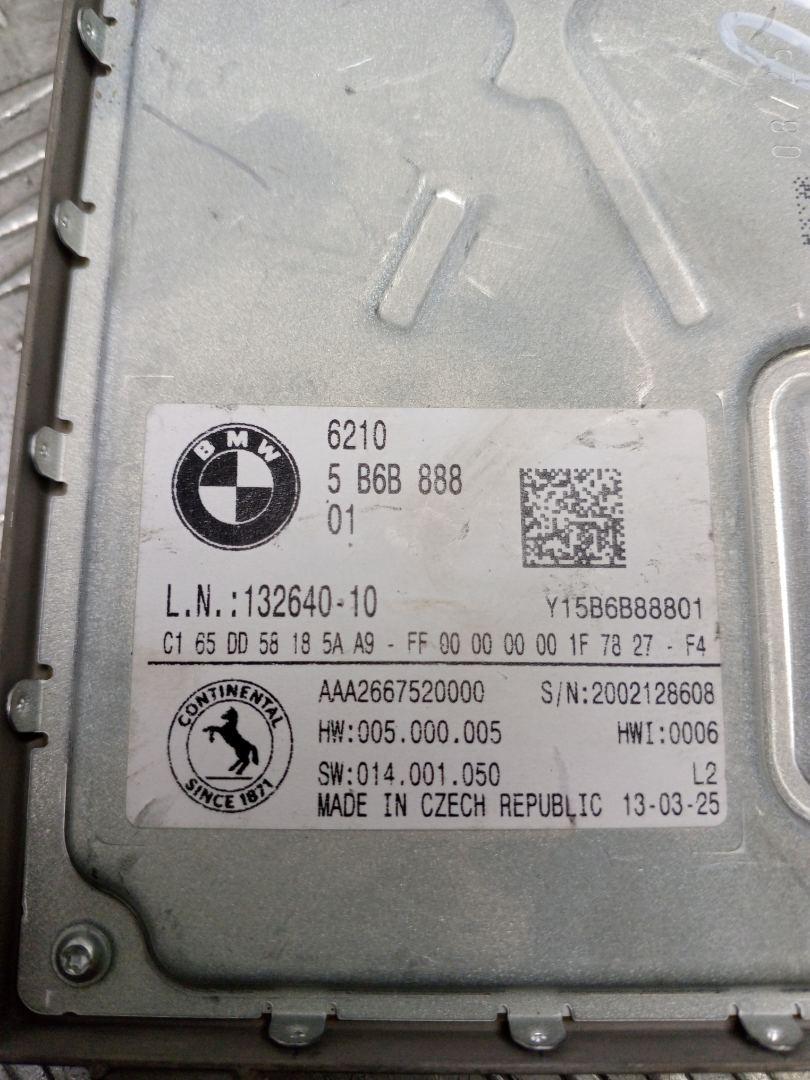 08/
BMW
6210
5 B6B 888
01
L.N.:132640-10
Y15B6B88801
C1 65 DD 58 18 5A A9 - FF 00 00 00 00 1F 78 27 - F4
CONTINENTAL
SINCE 1871
AAA2667520000 S/N:2002128608
HW:005.000.005 HWI:0006
SW:014.001.050 L2
MADE IN CZECH REPUBLIC 13-03-25